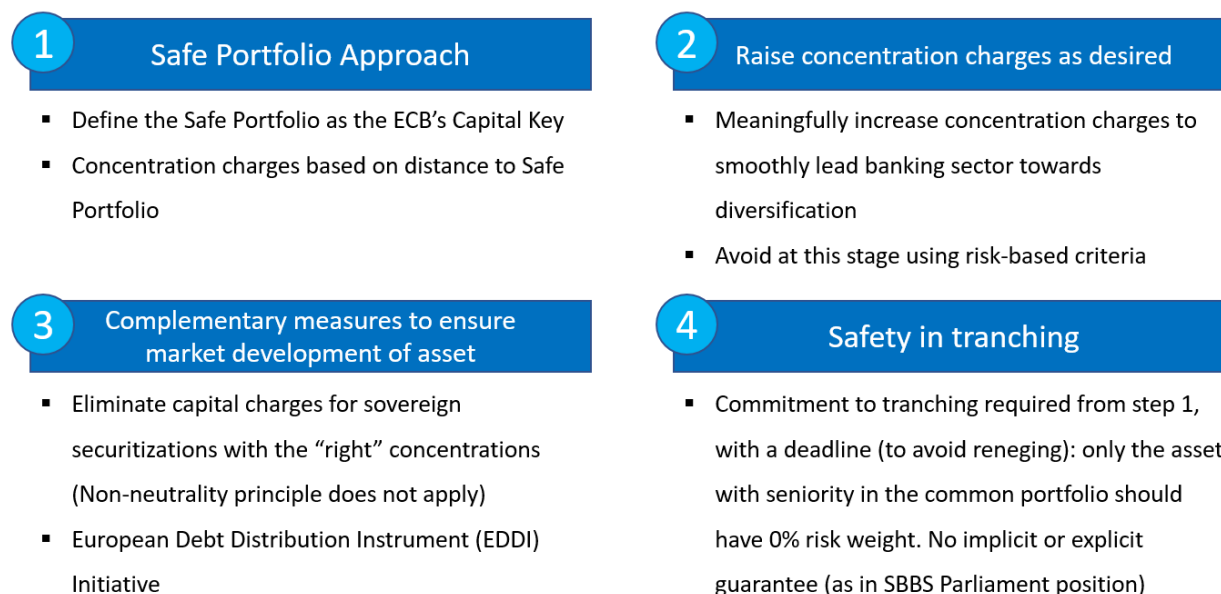 1
Safe Portfolio Approach
▪ Define the Safe Portfolio as the ECB’s Capital Key
▪ Concentration charges based on distance to Safe
Portfolio
2
Raise concentration charges as desired
▪ Meaningfully increase concentration charges to
smoothly lead banking sector towards
diversification
▪ Avoid at this stage using risk-based criteria
3
Complementary measures to ensure
market development of asset
▪ Eliminate capital charges for sovereign
securitizations with the “right” concentrations
(Non-neutrality principle does not apply)
▪ European Debt Distribution Instrument (EDDI)
Initiative
4
Safety in tranching
▪ Commitment to tranching required from step 1,
with a deadline (to avoid reneging): only the asset
with seniority in the common portfolio should
have 0% risk weight. No implicit or explicit
guarantee (as in SBBS Parliament position)